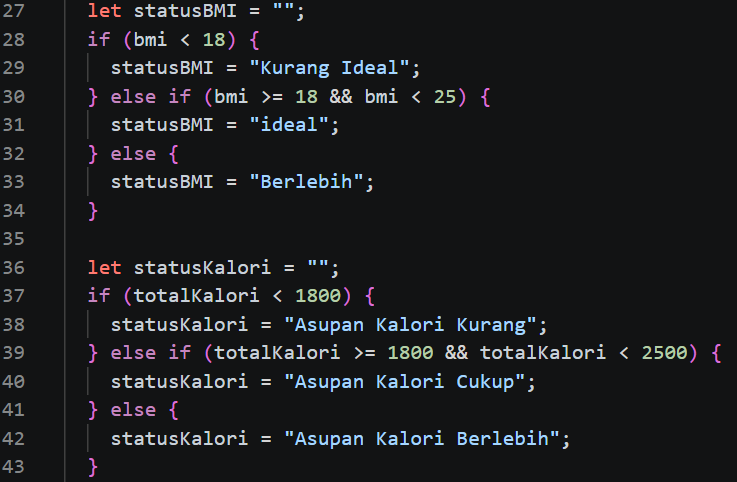 27 let statusBMI = "";
28 if (bmi < 18) {
29 statusBMI = "Kurang Ideal";
30 } else if (bmi >= 18 && bmi < 25) {
31 statusBMI = "ideal";
32 } else {
33 statusBMI = "Berlebih";
34 }
35
36 let statusKalori = "";
37 if (totalKalori < 1800) {
38 statusKalori = "Asupan Kalori Kurang";
39 } else if (totalKalori >= 1800 && totalKalori < 2500) {
40 statusKalori = "Asupan Kalori Cukup";
41 } else {
42 statusKalori = "Asupan Kalori Berlebih";
43 }